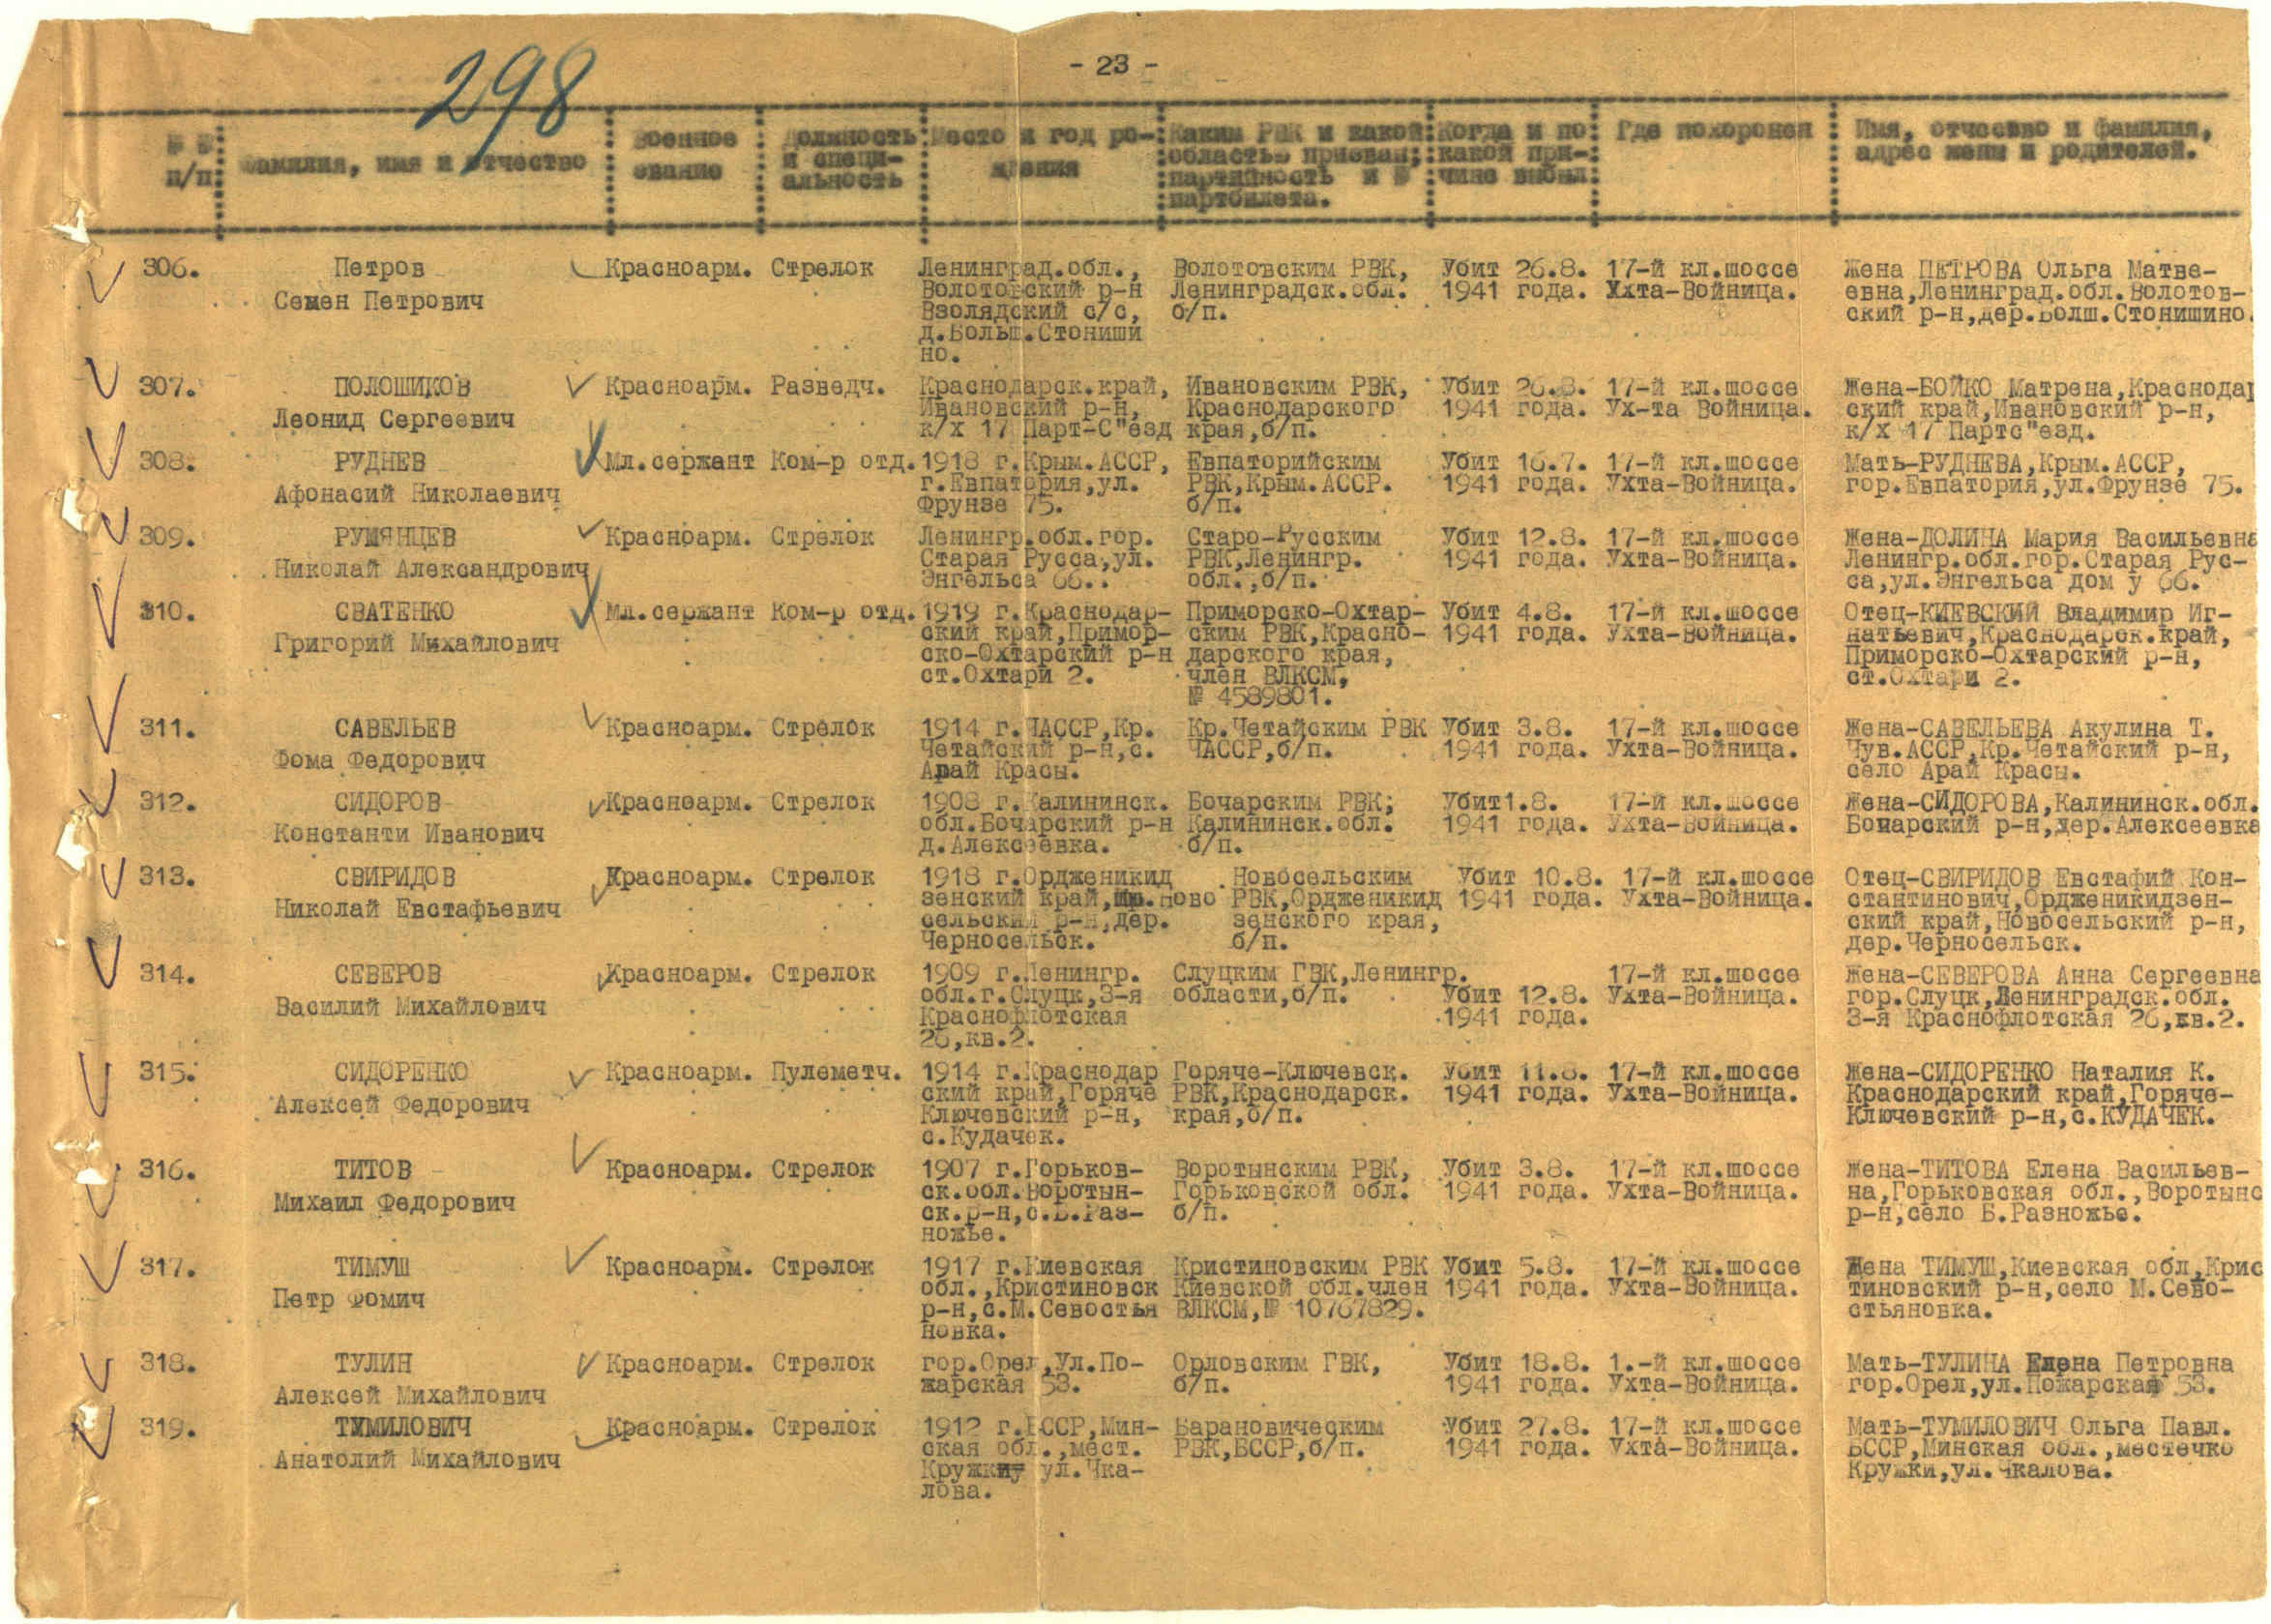 298
- 23 -
№ №
п/п
Фамилия, имя и отчество
Военное
звание
Должность
и специ-
альность
Место и год ро-
ждения
Каким РВК и какой
областью призван;
партийность и №
партбилета.
Когда и по
какой при-
чине выбыл
Где похоронен
Имя, отчество и фамилия,
адрес жены и родителей.
306. Петров Красноарм. Стрелок Ленинград.обл., Волотовским РВК, Убит 26.8. 17-й кл.шоссе Жена ПЕТРОВА Ольга Матве-
Семен Петрович Волотовский р-н Ленинградск.обл. 1941 года. Ухта-Войница. евна,Ленинград.обл.Волотов-
Взолядский с/с, б/п. ский р-н,дер.Болш.Стонишино.
д.Больш.Стониши
но.
307. ПОЛОШИКОВ Красноарм. Разведч. Краснодарск.край, Ивановским РВК, Убит 26.8. 17-й кл.шоссе Жена-БОЙКО Матрена,Краснодар
Леонид Сергеевич Ивановский р-н, Краснодарского 1941 года. Ух-та Войница. ский край,Ивановский р-н,
к/х 17 Парт-С"езд края,б/п. к/х 17 Партс"езд.
308. РУДНЕВ Мл.сержант Ком-р отд. 1918 г.Крым.АССР, Евпаторийским Убит 16.7. 17-й кл.шоссе Мать-РУДНЕВА,Крым.АССР,
Афонасий Николаевич г.Евпатория,ул. РВК,Крым.АССР. 1941 года. Ухта-Войница. гор.Евпатория,ул.Фрунзе 75.
Фрунзе 75. б/п.
309. РУМЯНЦЕВ Красноарм. Стрелок Ленингр.обл.гор. Старо-Русским Убит 12.8. 17-й кл.шоссе Жена-ДОЛИНА Мария Васильевна
Николай Александрович Старая Русса,ул. РВК,Ленингр. 1941 года. Ухта-Войница. Ленингр.обл.гор.Старая Рус-
Энгельса 66.. обл.,б/п. са,ул.Энгельса дом у 66.
310. СВАТЕНКО Мл.сержант Ком-р отд. 1919 г.Краснодар- Приморско-Охтар- Убит 4.8. 17-й кл.шоссе Отец-КИЕВСКИЙ Владимир Иг-
Григорий Михайлович ский край,Примор- ским РВК,Красно- 1941 года. Ухта-Войница. натьевич,Краснодарск.край,
ско-Охтарский р-н дарского края, Приморско-Охтарский р-н,
ст.Охтари 2. член ВЛКСМ, ст.Охтари 2.
№ 4589801.
311. САВЕЛЬЕВ Красноарм. Стрелок 1914 г.ЧАССР,Кр. Кр.Четайским РВК Убит 3.8. 17-й кл.шоссе Жена-САВЕЛЬЕВА Акулина Т.
Фома Федорович Четайский р-н,с. ЧАССР,б/п. 1941 года. Ухта-Войница. Чув.АССР,Кр.Четайский р-н,
Арай Красы. село Арай Красы.
312. СИДОРОВ Красноарм. Стрелок 1908 г.Калининск. Бочарским РВК; Убит1.8. 17-й кл.шоссе Жена-СИДОРОВА,Калининск.обл.
Константи Иванович обл.Бочарский р-н Калининск.обл. 1941 года. Ухта-Войница. Бочарский р-н,дер.Алексеевка
д.Алексеевка. б/п.
313. СВИРИДОВ Красноарм. Стрелок 1918 г.Ордженикид Новосельским Убит 10.8. 17-й кл.шоссе Отец-СВИРИДОВ Евстафий Кон-
Николай Евстафьевич зенский край, Ново РВК,Ордженикид 1941 года. Ухта-Войница. стантинович,Ордженикидзен-
сельский р-н,дер. зенского края, ский край,Новосельский р-н,
Черносельск. б/п. дер.Черносельск.
314. СЕВЕРОВ Красноарм. Стрелок 1909 г.Ленингр. Слуцким ГВК,Ленингр. 17-й кл.шоссе Жена-СЕВЕРОВА Анна Сергеевна
Василий Михайлович обл.г.Слуцк,3-я области,б/п. Убит 12.8. Ухта-Войница. гор.Слуцк,Ленинградск.обл.
Краснофлотская 1941 года. 3-я Краснофлотская 26,кв.2.
26,кв.2.
315. СИДОРЕНКО Красноарм. Пулеметч. 1914 г.Краснодар Горяче-Ключевск. Убит 11.8. 17-й кл.шоссе Жена-СИДОРЕНКО Наталия К.
Алексей Федорович ский край,Горяче РВК,Краснодарск. 1941 года. Ухта-Войница. Краснодарский край,Горяче-
Ключевский р-н, края,б/п. Ключевский р-н,с.КУДАЧЕК.
с.Кудачек.
316. ТИТОВ Красноарм. Стрелок 1907 г.Горьков- Воротынским РВК, Убит 3.8. 17-й кл.шоссе Жена-ТИТОВА Елена Васильев-
Михаил Федорович ск.обл.Воротын- Горьковской обл. 1941 года. Ухта-Войница. на,Горьковская обл.,Воротынс
ск.р-н,с.Б.Раз- б/п. р-н,село Б.Разножье.
ножье.
317. ТИМУШ Красноарм. Стрелок 1917 г.Киевская Кристиновским РВК Убит 5.8. 17-й кл.шоссе Жена ТИМУШ,Киевская обл,Крис
Петр Фомич обл.,Кристиновск Киевской обл.член 1941 года. Ухта-Войница. тиновский р-н,село М.Сево-
р-н,с.М.Севостья ВЛКСМ,№ 10767829. стьяновка.
новка.
318. ТУЛИН Красноарм. Стрелок гор.Орел,Ул.По- Орловским ГВК, Убит 18.8. 1.-й кл.шоссе Мать-ТУЛИНА Елена Петровна
Алексей Михайлович жарская 53. б/п. 1941 года. Ухта-Войница. гор.Орел,ул.Пожарская 53.
319. ТУМИЛОВИЧ Красноарм. Стрелок 1912 г.БССР,Мин- Барановическим Убит 27.8. 17-й кл.шоссе Мать-ТУМИЛОВИЧ Ольга Павл.
Анатолий Михайлович ская обл.,мест. РВК,БССР,б/п. 1941 года. Ухта-Войница. БССР,Минская обл.,местечко
Кружки ул.Чка- Кружки,ул.Чкалова.
лова.